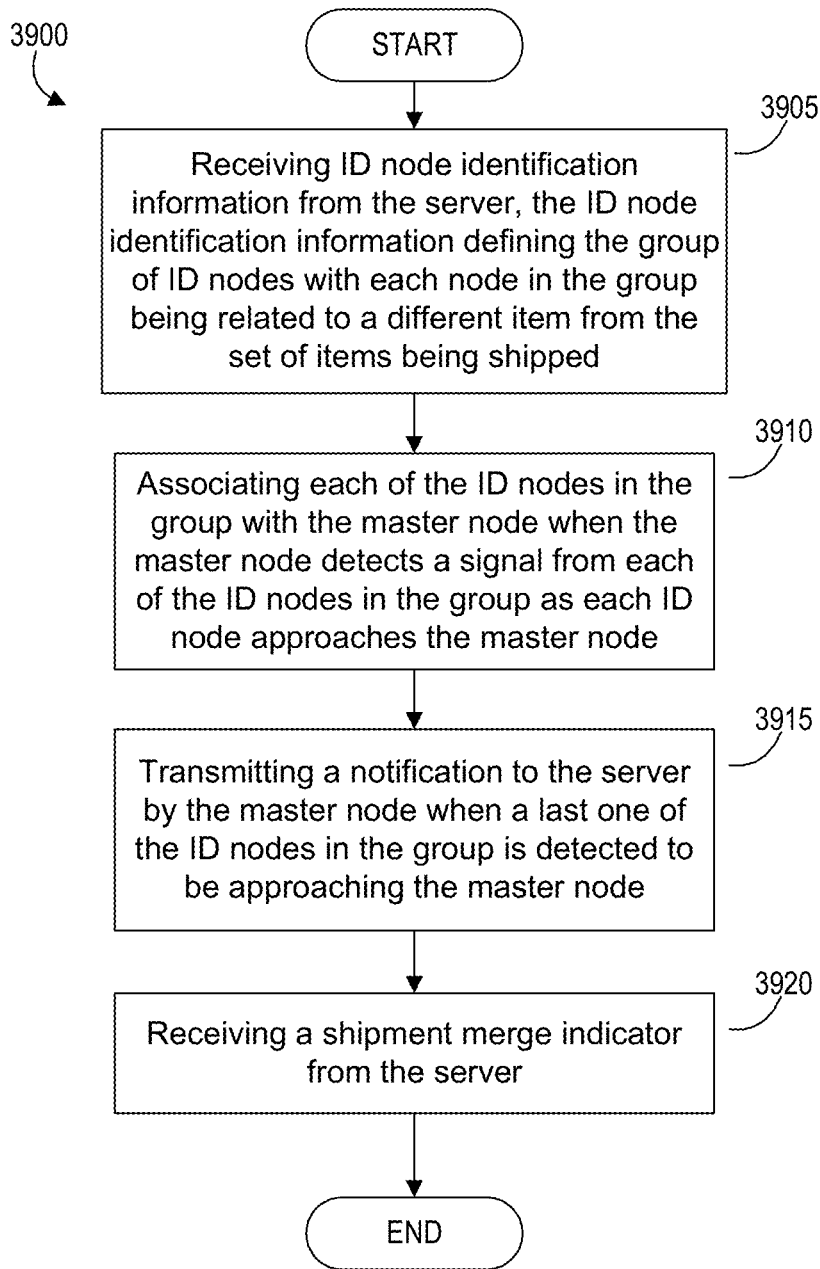 3900
START
3905
Receiving ID node identification
information from the server, the ID node
identification information defining the group
of ID nodes with each node in the group
being related to a different item from the
set of items being shipped
3910
Associating each of the ID nodes in the
group with the master node when the
master node detects a signal from each
of the ID nodes in the group as each ID
node approaches the master node
3915
Transmitting a notification to the server
by the master node when a last one of
the ID nodes in the group is detected to
be approaching the master node
3920
Receiving a shipment merge indicator
from the server
END